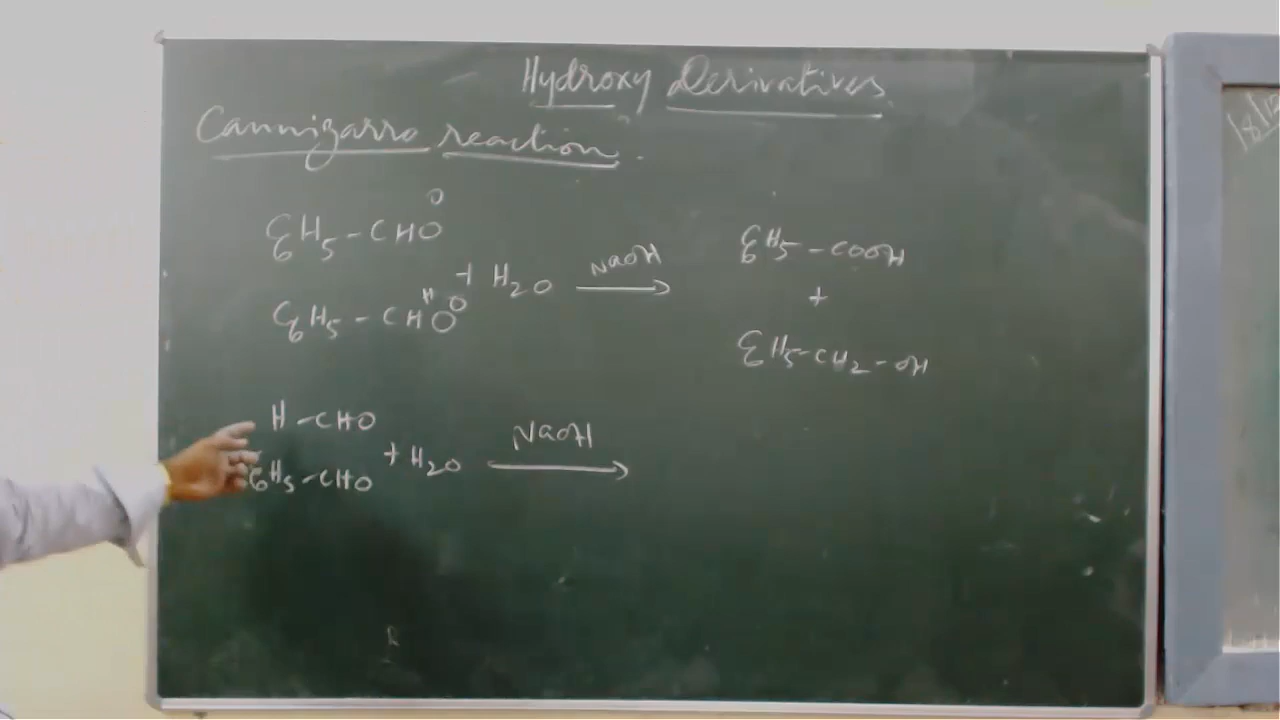 Hydroxy Derivatives
Cannizarro reaction.
O
C6H5-CHO
+ H2O NaOH
H O
C6H5-CHO
C6H5-COOH
+
C6H5-CH2-OH
H-CHO
+ H2O NaOH
C6H5-CHO